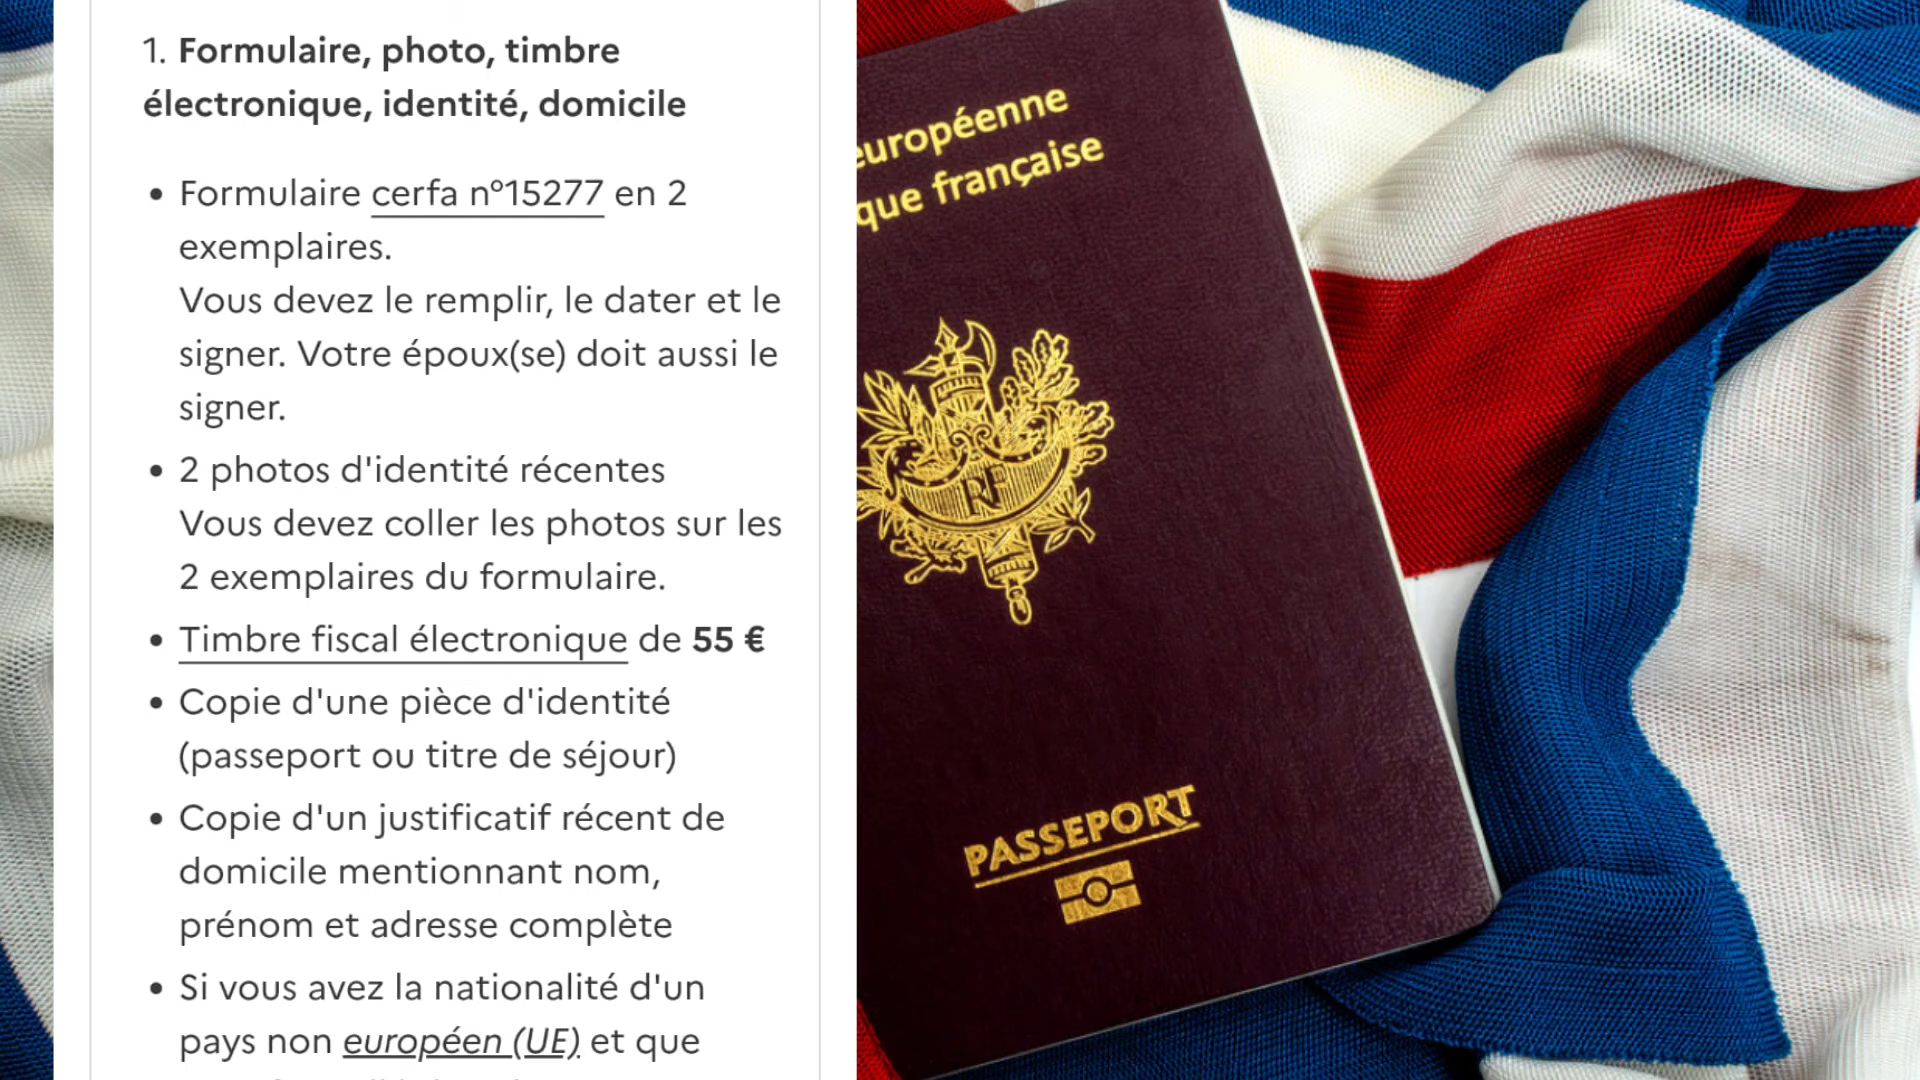 1. Formulaire, photo, timbre
électronique, identité, domicile
• Formulaire cerfa n°15277 en 2
exemplaires.
Vous devez le remplir, le dater et le
signer. Votre époux(se) doit aussi le
signer.
• 2 photos d'identité récentes
Vous devez coller les photos sur les
2 exemplaires du formulaire.
• Timbre fiscal électronique de 55 €
• Copie d'une pièce d'identité
(passeport ou titre de séjour)
• Copie d'un justificatif récent de
domicile mentionnant nom,
prénom et adresse complète
• Si vous avez la nationalité d'un
pays non européen (UE) et que
européenne
que française
RF
PASSEPORT